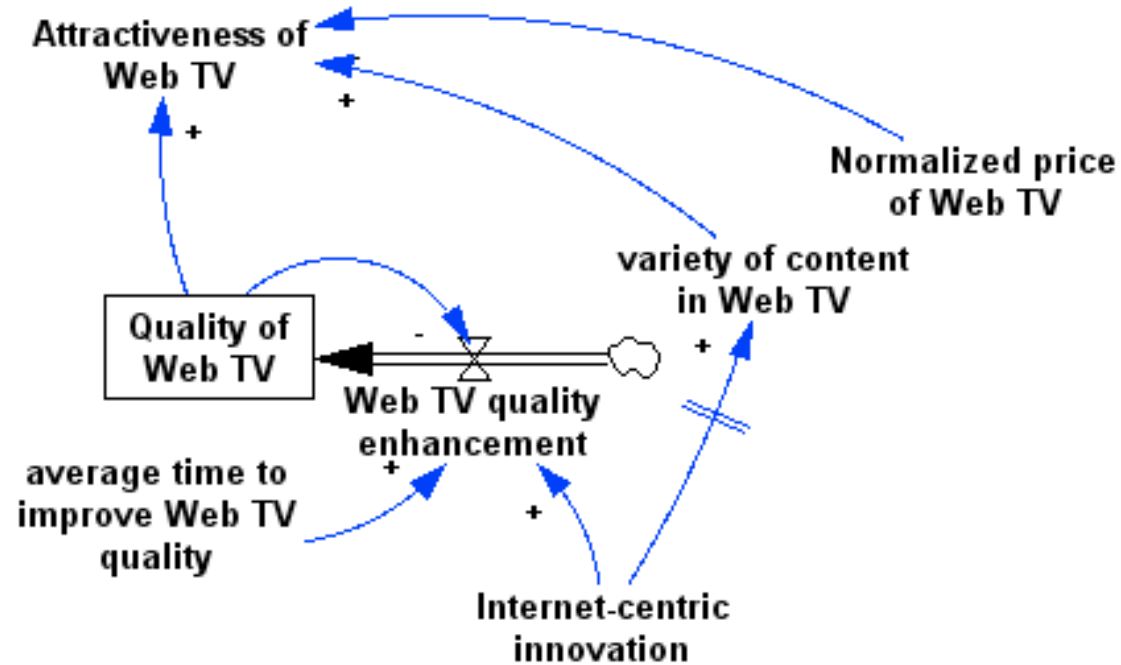 Attractiveness of
Web TV
-
+
+
Normalized price
of Web TV
variety of content
in Web TV
+
Quality of
Web TV
-
Web TV quality
enhancement
+
average time to
improve Web TV
quality
+
Internet-centric
innovation